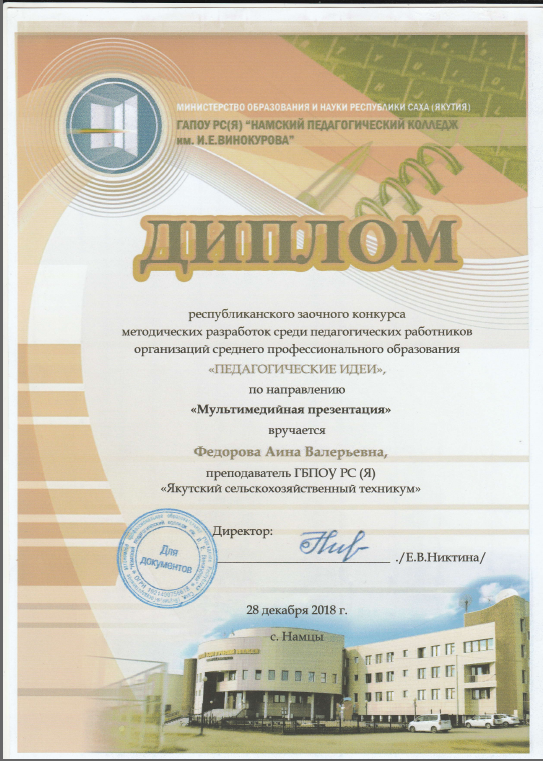 МИНИСТЕРСТВО ОБРАЗОВАНИЯ И НАУКИ РЕСПУБЛИКИ САХА (ЯКУТИЯ)
ГАПОУ РС(Я) "НАМСКИЙ ПЕДАГОГИЧЕСКИЙ КОЛЛЕДЖ
им. И.Е.ВИНОКУРОВА"
ДИПЛОМ
республиканского заочного конкурса
методических разработок среди педагогических работников
организаций среднего профессионального образования
«ПЕДАГОГИЧЕСКИЕ ИДЕИ»,
по направлению
«Мультимедийная презентация»
вручается
Федорова Аина Валерьевна,
преподаватель ГБПОУ РС (Я)
«Якутский сельскохозяйственный техникум»
Директор:
./Е.В.Никтина/
Для
документов
28 декабря 2018 г.
с. Намцы